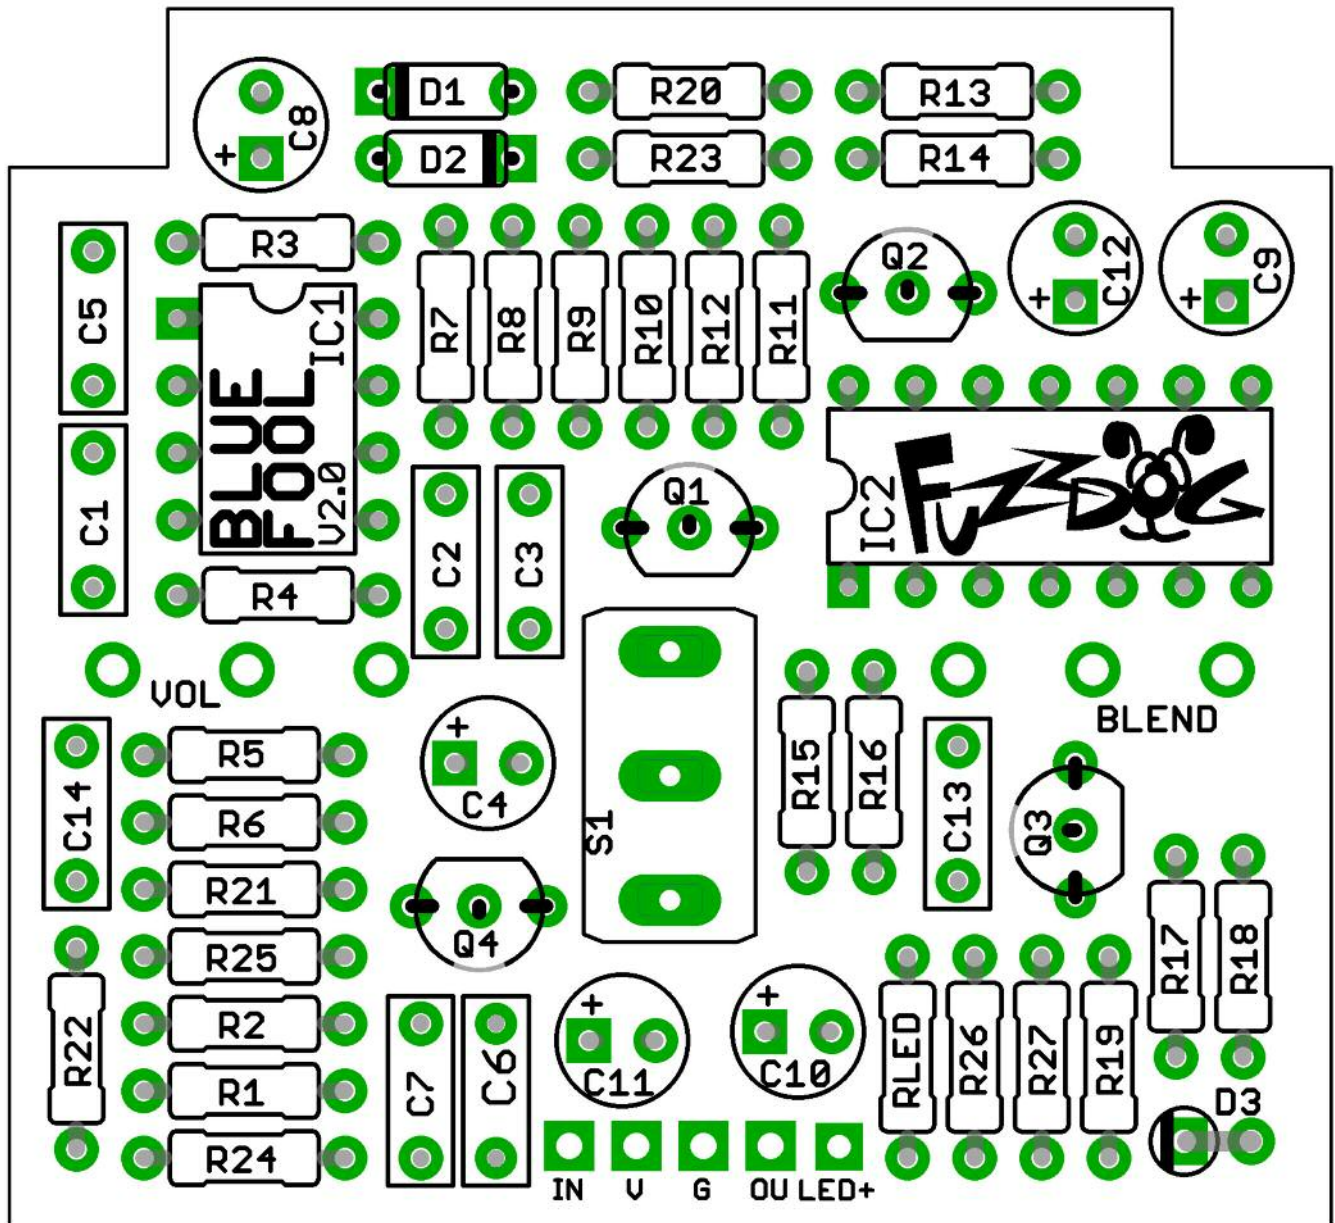 D1
R20
R13
C8
+
D2
R23
R14
R3
Q2
C12
+
C9
+
C5
IC1
R7
R8
R9
R10
R12
R11
BLUE
FOOL
V2.0
C1
C2
C3
Q1
IC2
FUZZDOG
R4
VOL
BLEND
+
C4
R5
R6
R21
R25
R2
R1
R24
C14
R22
S1
R15
R16
C13
Q3
Q4
R17
R18
+
C11
+
C10
C7
C6
RLED
R26
R27
R19
D3
IN V G OU LED+